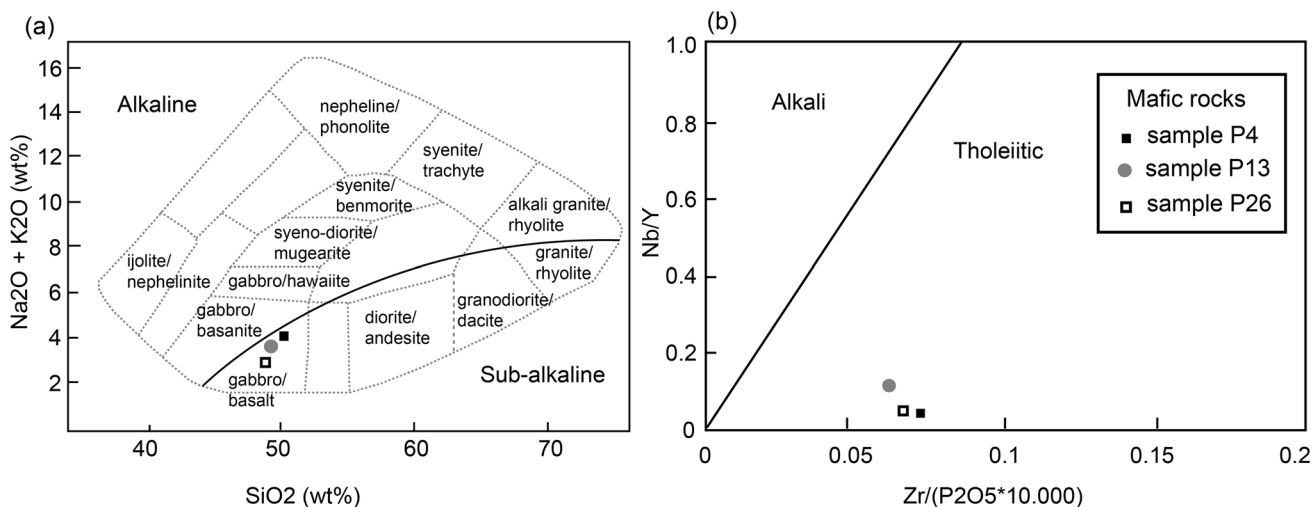 (a)
Na2O + K2O (wt%)
16
14
12
10
8
6
4
2
40
50
60
70
SiO2 (wt%)
Alkaline
nepheline/
phonolite
syenite/
trachyte
syenite/
benmorite
alkali granite/
rhyolite
syeno-diorite/
mugearite
granite/
rhyolite
ijolite/
nephelinite
gabbro/hawaiite
gabbro/
basanite
diorite/
andesite
granodiorite/
dacite
gabbro/
basalt
Sub-alkaline
(b)
Nb/Y
1.0
0.8
0.6
0.4
0.2
0
0
0.05
0.1
0.15
0.2
Zr/(P2O5*10.000)
Alkali
Tholeiitic
Mafic rocks
sample P4
sample P13
sample P26